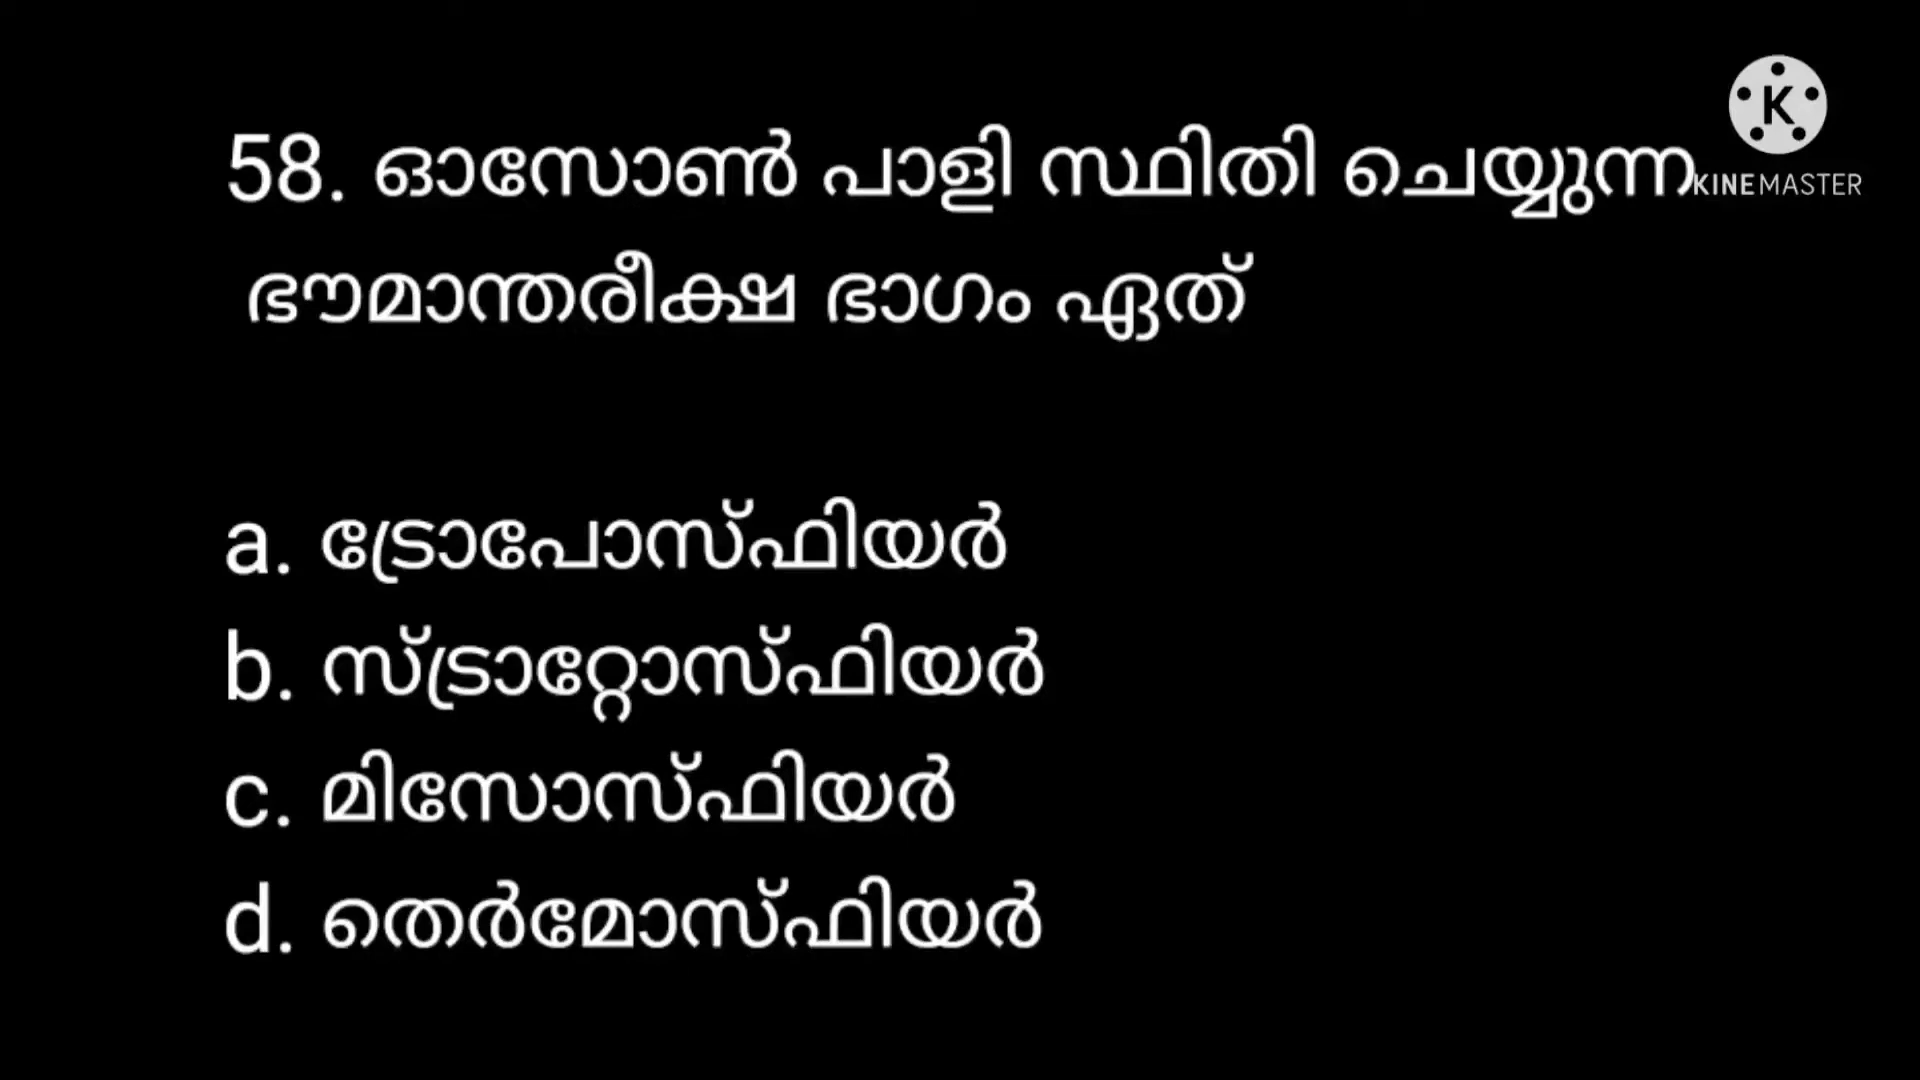 58. ഓസോൺ പാളി സ്ഥിതി ചെയ്യുന്ന
ഭൗമാന്തരീക്ഷ ഭാഗം ഏത്
a. ട്രോപോസ്ഫിയർ
b. സ്ട്രാറ്റോസ്ഫിയർ
c. മിസോസ്ഫിയർ
d. തെർമോസ്ഫിയർ
K
KINEMASTER